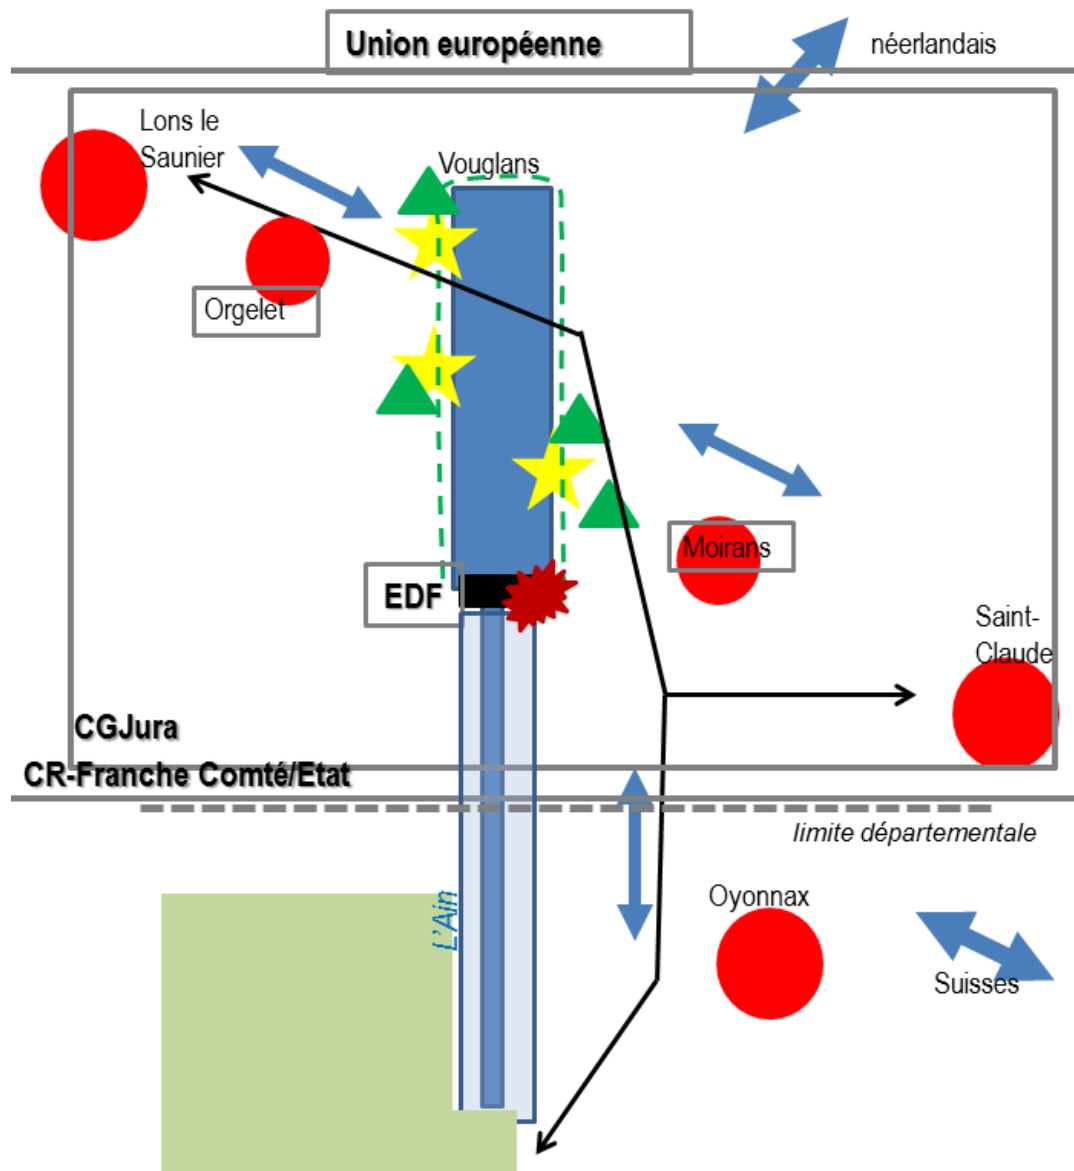 Union européenne
néerlandais
Lons le
Saunier
Vouglans
Orgelet
Moirans
EDF
Saint-
Claude
CGJura
CR-Franche Comté/Etat
limite départementale
L'Ain
Oyonnax
Suisses